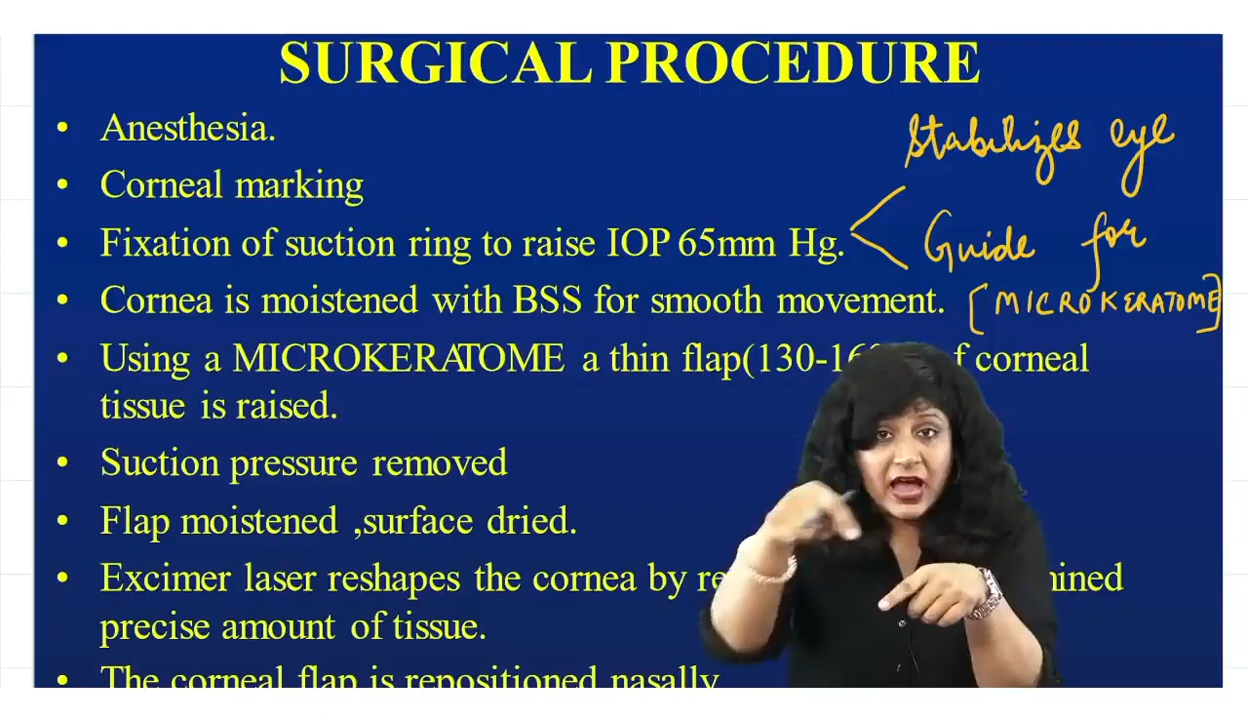 SURGICAL PROCEDURE
• Anesthesia.
• Corneal marking
• Fixation of suction ring to raise IOP 65mm Hg.
Stabilizes eye
Guide for
[MICROKERATOME]
• Cornea is moistened with BSS for smooth movement.
• Using a MICROKERATOME a thin flap(130-16 corneal
tissue is raised.
• Suction pressure removed
• Flap moistened ,surface dried.
• Excimer laser reshapes the cornea by
precise amount of tissue.
• The corneal flap is repositioned nasally